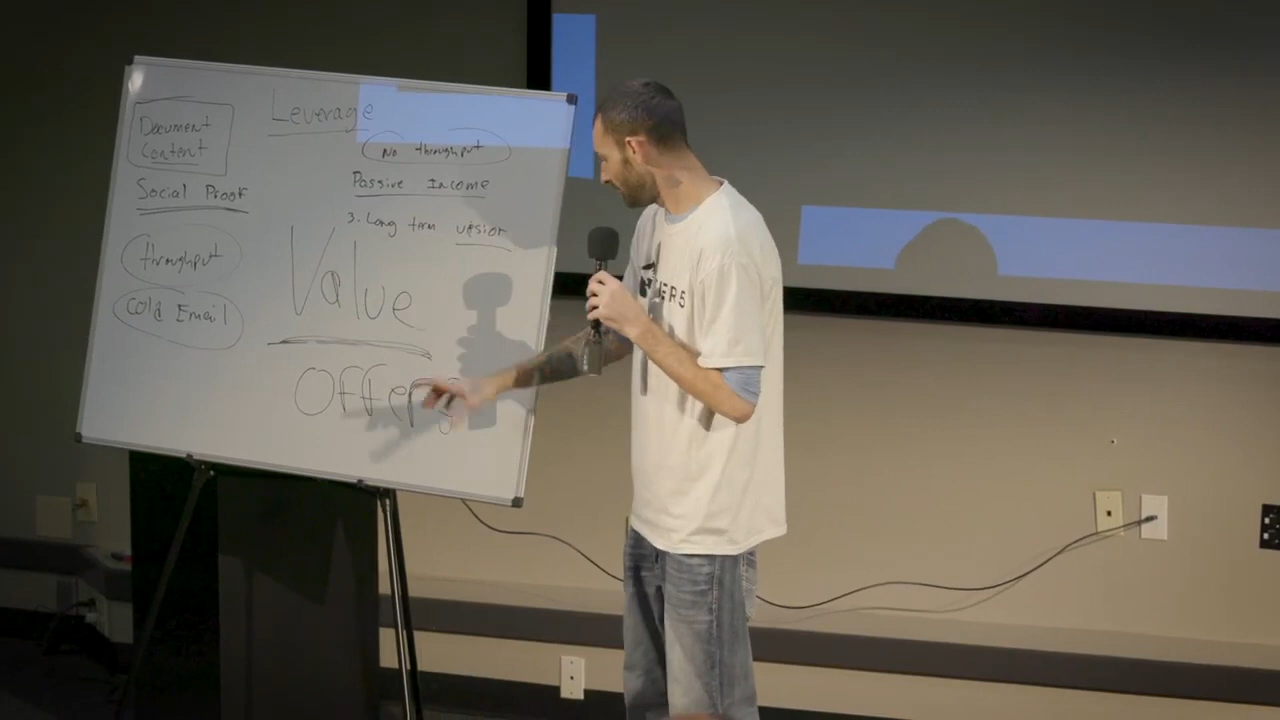 Document
Content
Social Proof
throughput
Cold Email
Leverage
No throughput
Passive Income
3. Long term vision
Value
Offers